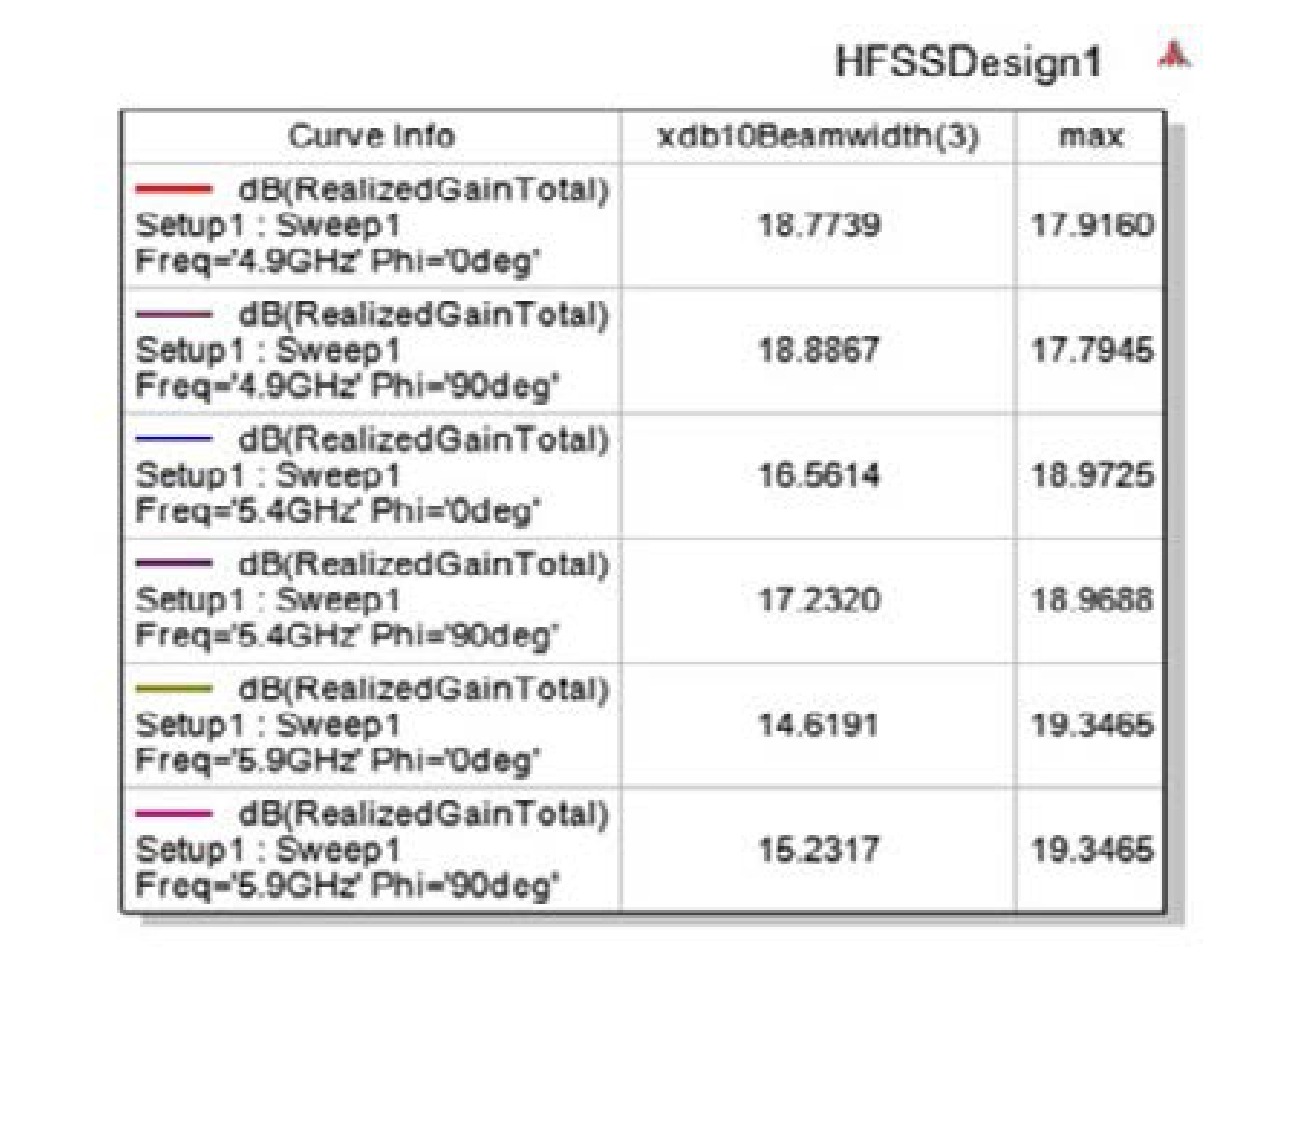 HFSSDesign1
Curve Info xdb10Beamwidth(3) max
dB(RealizedGainTotal)
Setup1 : Sweep1 18.7739 17.9160
Freq='4.9GHz' Phi='0deg'
dB(RealizedGainTotal)
Setup1 : Sweep1 18.8867 17.7945
Freq='4.9GHz' Phi='90deg'
dB(RealizedGainTotal)
Setup1 : Sweep1 16.5614 18.9725
Freq='5.4GHz' Phi='0deg'
dB(RealizedGainTotal)
Setup1 : Sweep1 17.2320 18.9688
Freq='5.4GHz' Phi='90deg'
dB(RealizedGainTotal)
Setup1 : Sweep1 14.6191 19.3465
Freq='5.9GHz' Phi='0deg'
dB(RealizedGainTotal)
Setup1 : Sweep1 15.2317 19.3465
Freq='5.9GHz' Phi='90deg'